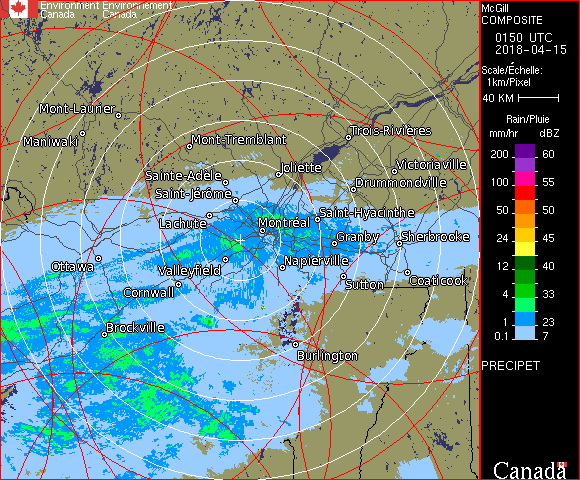 Environment Environnement
Canada Canada
McGill
COMPOSITE
0150 UTC
2018-04-15
Scale/Échelle:
1km/Pixel
40 KM
Rain/Pluie
mm/hr dBZ
200 60
100 55
50 50
24 45
12 40
4 33
1 23
0.1 7
PRECIPET
Canada
Mont-Laurier
Maniwaki
Mont-Tremblant
Trois-Rivières
Joliette
Victoriaville
Sainte-Adèle
Drummondville
Saint-Jérôme
Lachute
Montréal
Saint-Hyacinthe
Granby
Sherbrooke
Ottawa
Valleyfield
Napierville
Cornwall
Sutton
Coaticook
Brockville
Burlington